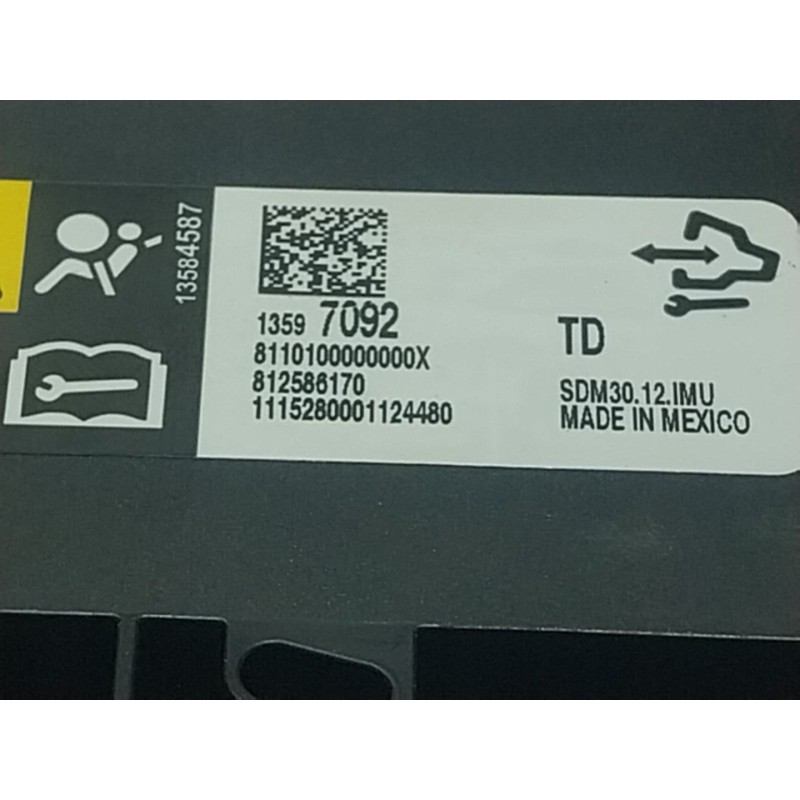 13584587
1359 7092
8110100000000X
812586170
1115280001124480
TD
SDM30.12.IMU
MADE IN MEXICO